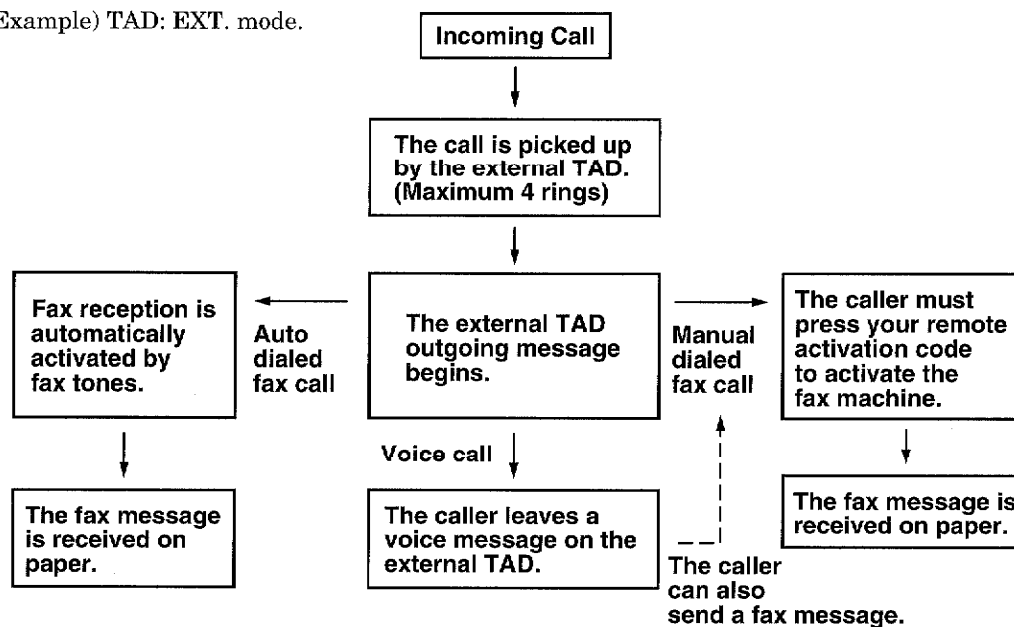 Example) TAD: EXT. mode.
Incoming Call
The call is picked up
by the external TAD.
(Maximum 4 rings)
Fax reception is
automatically
activated by
fax tones.
Auto
dialed
fax call
The external TAD
outgoing message
begins.
Manual
dialed
fax call
The caller must
press your remote
activation code
to activate the
fax machine.
Voice call
The fax message
is received on
paper.
The caller leaves a
voice message on the
external TAD.
The caller
can also
send a fax message.
The fax message is
received on paper.